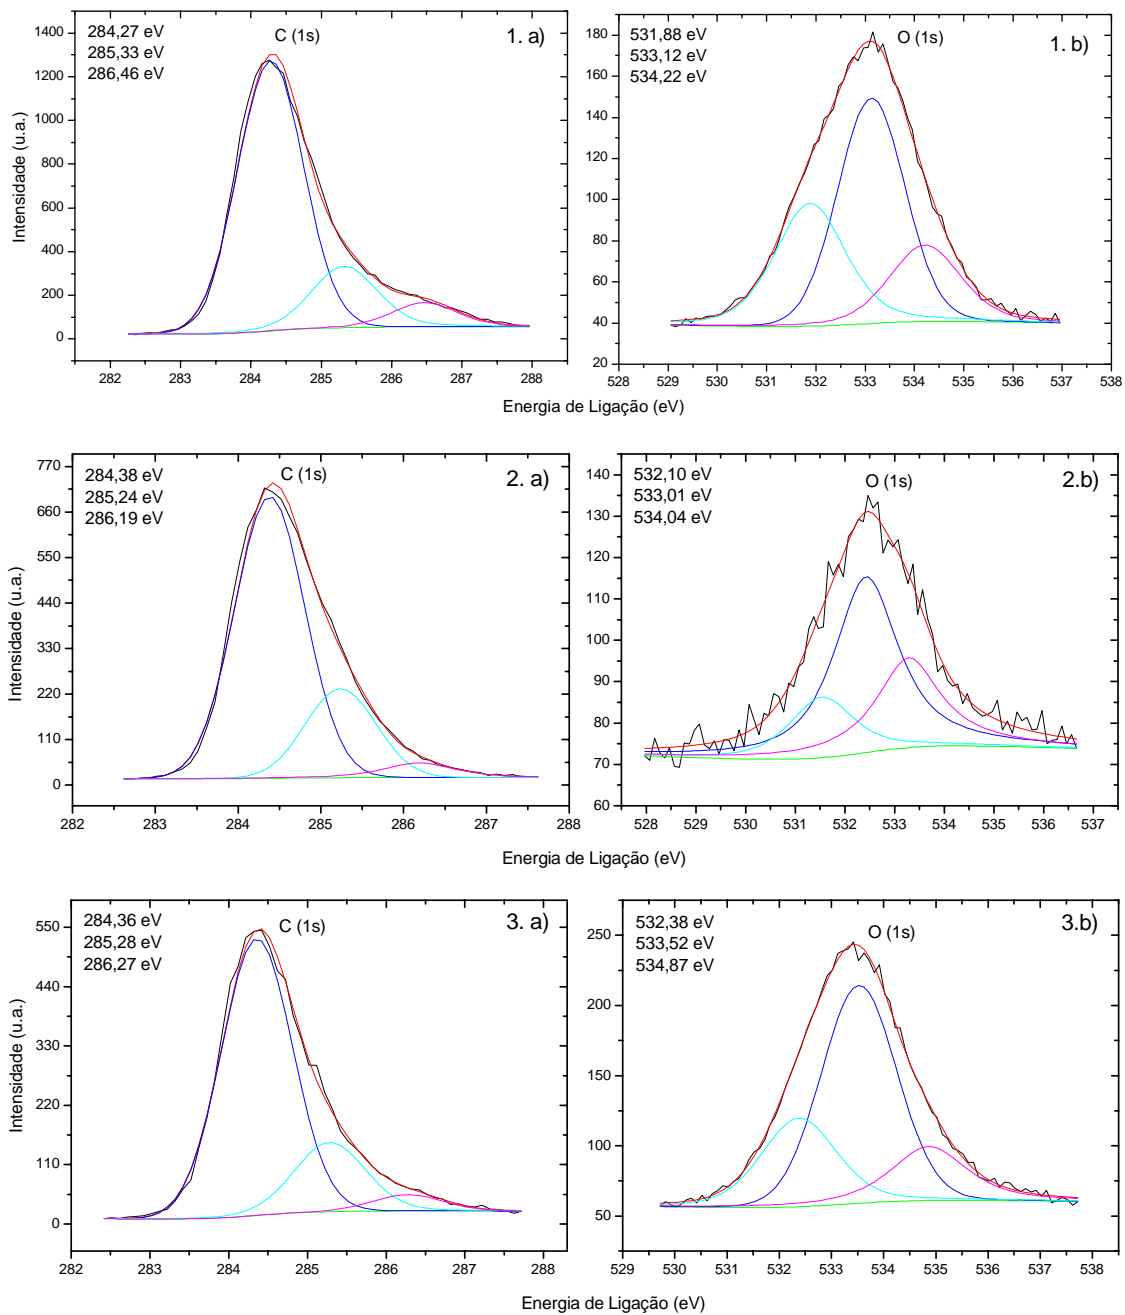 284,27 eV
285,33 eV
286,46 eV
C (1s)
1. a)
1400
1200
1000
800
600
400
200
0
Intensidade (u.a.)
282 283 284 285 286 287 288
531,88 eV
533,12 eV
534,22 eV
O (1s)
1. b)
180
160
140
120
100
80
60
40
20
528 529 530 531 532 533 534 535 536 537 538
Energia de Ligação (eV)
284,38 eV
285,24 eV
286,19 eV
C (1s)
2. a)
770
660
550
440
330
220
110
0
Intensidade (u.a.)
282 283 284 285 286 287 288
532,10 eV
533,01 eV
534,04 eV
O (1s)
2.b)
140
130
120
110
100
90
80
70
60
528 529 530 531 532 533 534 535 536 537
Energia de Ligação (eV)
284,36 eV
285,28 eV
286,27 eV
C (1s)
3. a)
550
440
330
220
110
0
Intensidade (u.a.)
282 283 284 285 286 287 288
532,38 eV
533,52 eV
534,87 eV
O (1s)
3.b)
250
200
150
100
50
529 530 531 532 533 534 535 536 537 538
Energia de Ligação (eV)